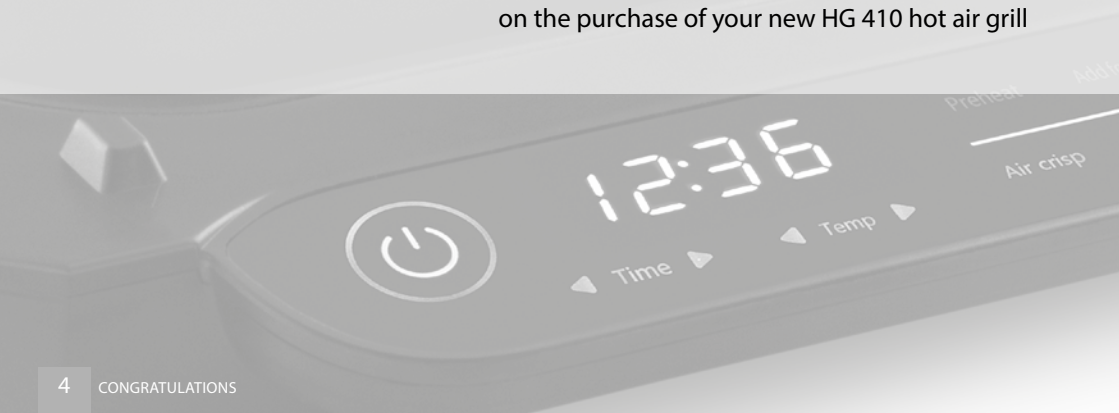 on the purchase of your new HG 410 hot air grill
12:36
Preheat
Air crisp
Time
Temp
4 CONGRATULATIONS